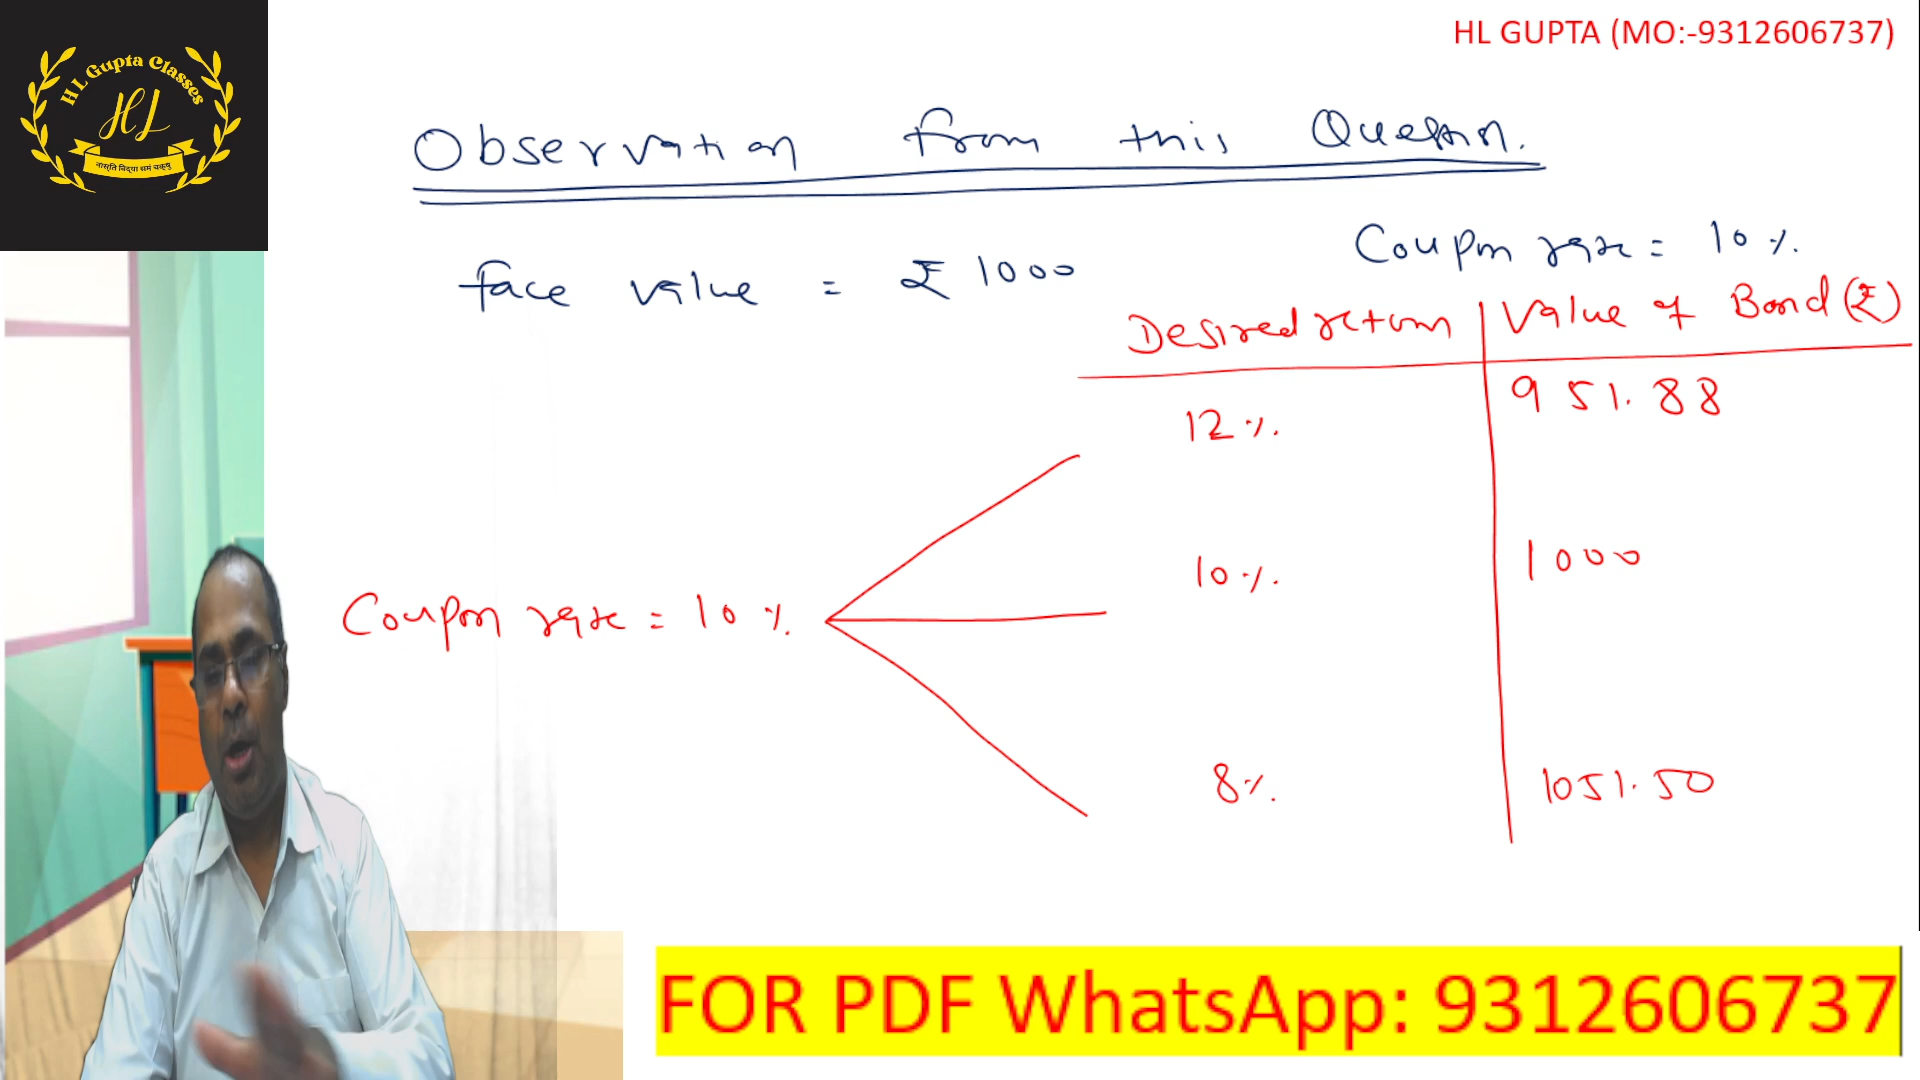 HL GUPTA (MO:-9312606737)
HL Gupta Classes
HL
Observation from this Question.
face value = ₹ 1000
Coupon rate = 10 %.
Desired return | Value of Bond (₹)
12 %. 951.88
10 %. 1000
Coupon rate = 10 %.
8 %. 1051.50
FOR PDF WhatsApp: 9312606737